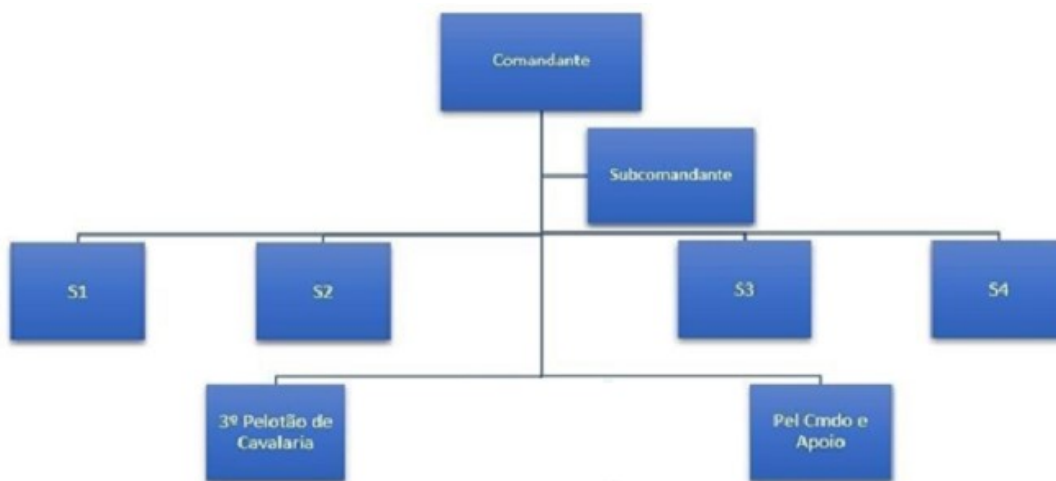 Comandante
Subcomandante
S1
S2
S3
S4
3º Pelotão de
Cavalaria
Pel Cmdo e
Apoio